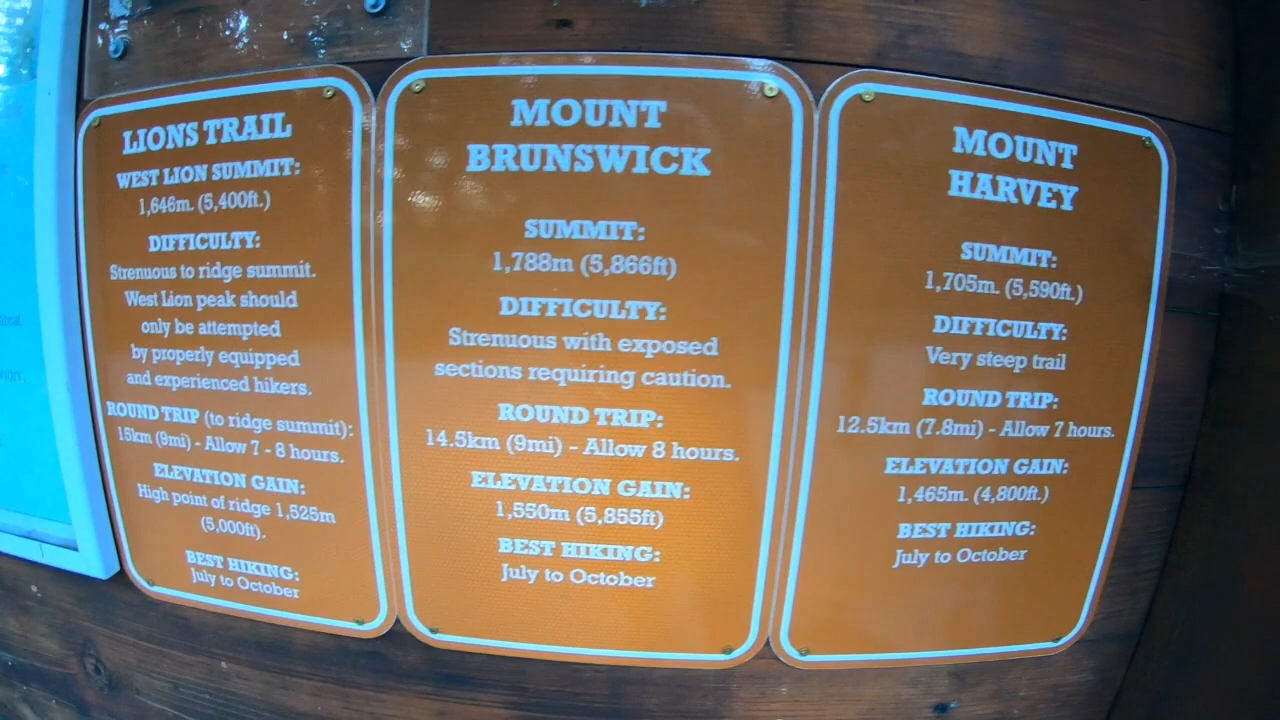 LIONS TRAIL
WEST LION SUMMIT:
1,646m. (5,400ft.)
DIFFICULTY:
Strenuous to ridge summit.
West Lion peak should
only be attempted
by properly equipped
and experienced hikers.
ROUND TRIP (to ridge summit):
15km (9mi) - Allow 7 - 8 hours.
ELEVATION GAIN:
High point of ridge 1,525m
(5,000ft).
BEST HIKING:
July to October
MOUNT
BRUNSWICK
SUMMIT:
1,788m (5,866ft)
DIFFICULTY:
Strenuous with exposed
sections requiring caution.
ROUND TRIP:
14.5km (9mi) - Allow 8 hours.
ELEVATION GAIN:
1,550m (5,855ft)
BEST HIKING:
July to October
MOUNT
HARVEY
SUMMIT:
1,705m. (5,590ft.)
DIFFICULTY:
Very steep trail
ROUND TRIP:
12.5km (7.8mi) - Allow 7 hours.
ELEVATION GAIN:
1,465m. (4,800ft.)
BEST HIKING:
July to October